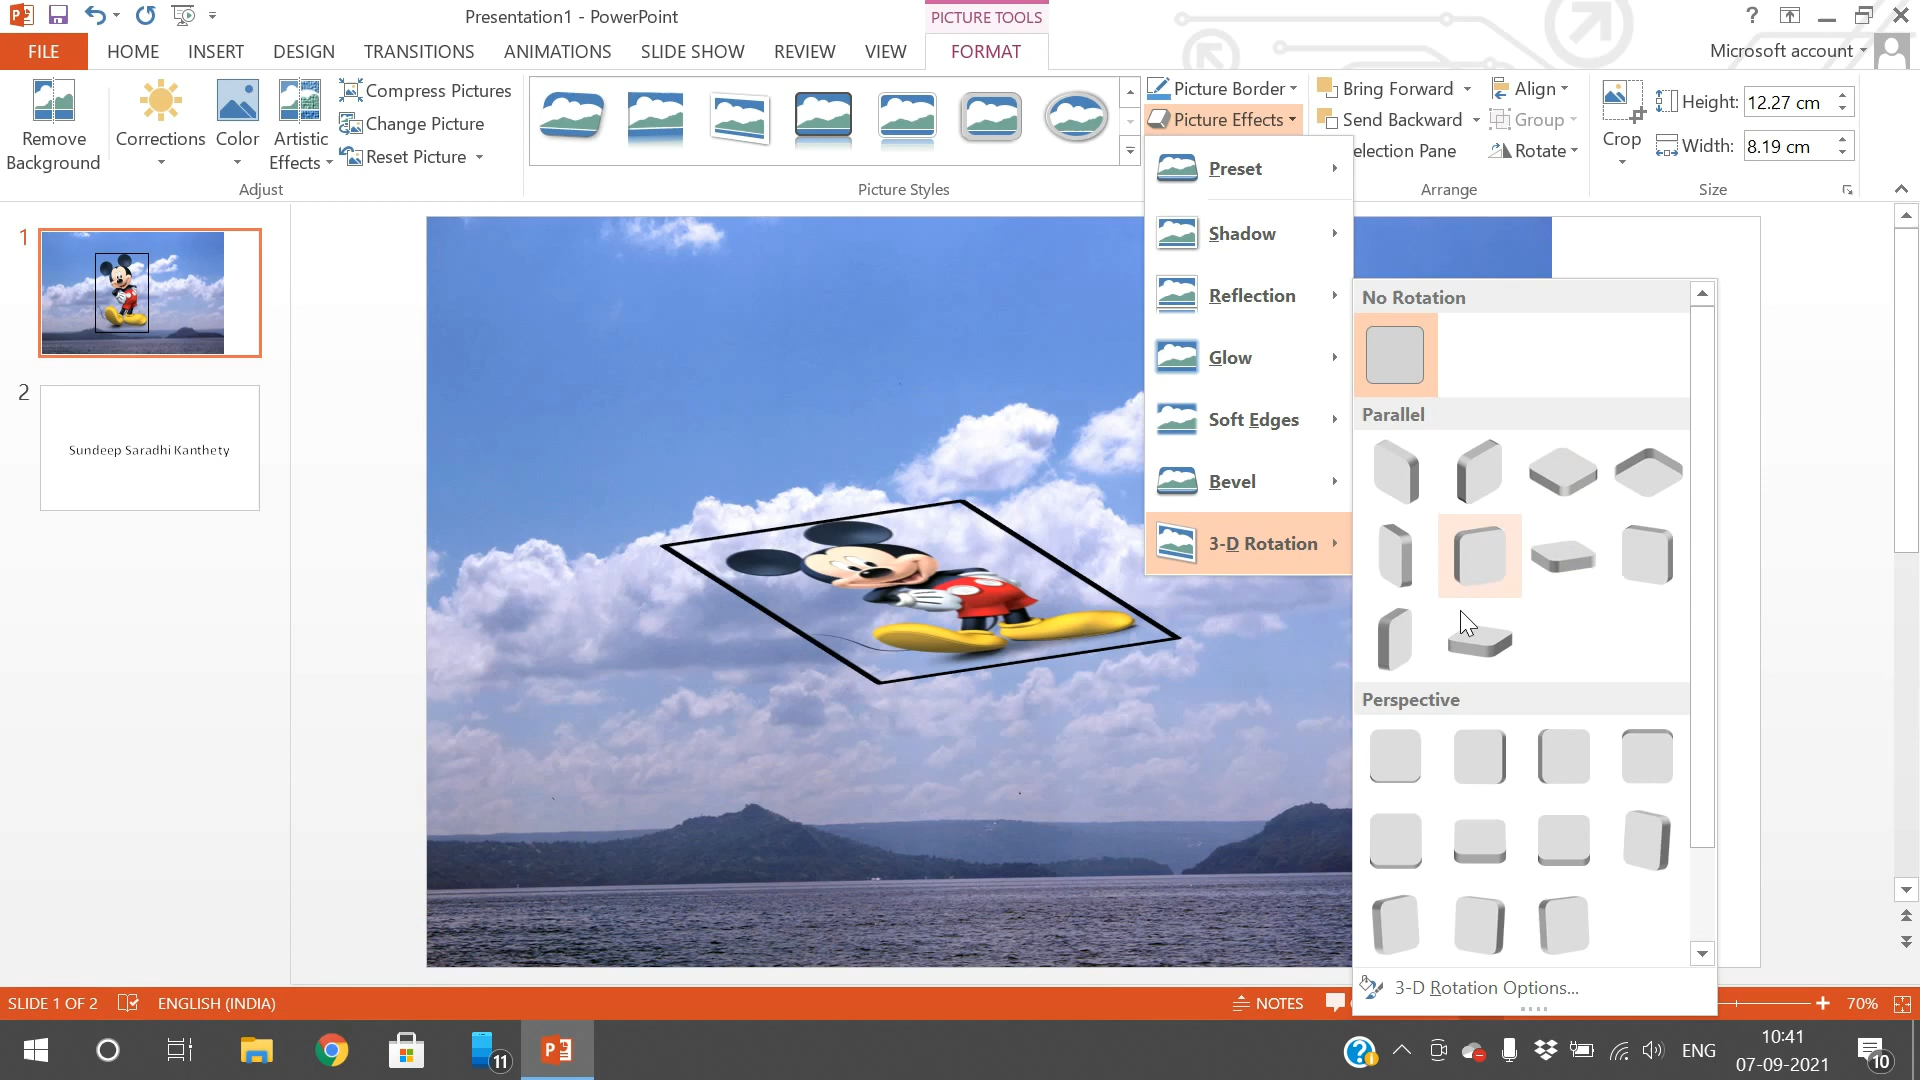 Presentation1 - PowerPoint
PICTURE TOOLS
?
FILE
HOME
INSERT
DESIGN
TRANSITIONS
ANIMATIONS
SLIDE SHOW
REVIEW
VIEW
FORMAT
Microsoft account
Remove
Background
Corrections
Color
Artistic
Effects
Compress Pictures
Change Picture
Reset Picture
Adjust
Picture Styles
Picture Border
Picture Effects
Bring Forward
Send Backward
election Pane
Align
Group
Rotate
Arrange
Crop
Height: 12.27 cm
Width: 8.19 cm
Size
1
2
Sundeep Saradhi Kanthety
Preset
Shadow
Reflection
Glow
Soft Edges
Bevel
3-D Rotation
No Rotation
Parallel
Perspective
3-D Rotation Options...
SLIDE 1 OF 2
ENGLISH (INDIA)
NOTES
70%
11
ENG
10:41
07-09-2021
10